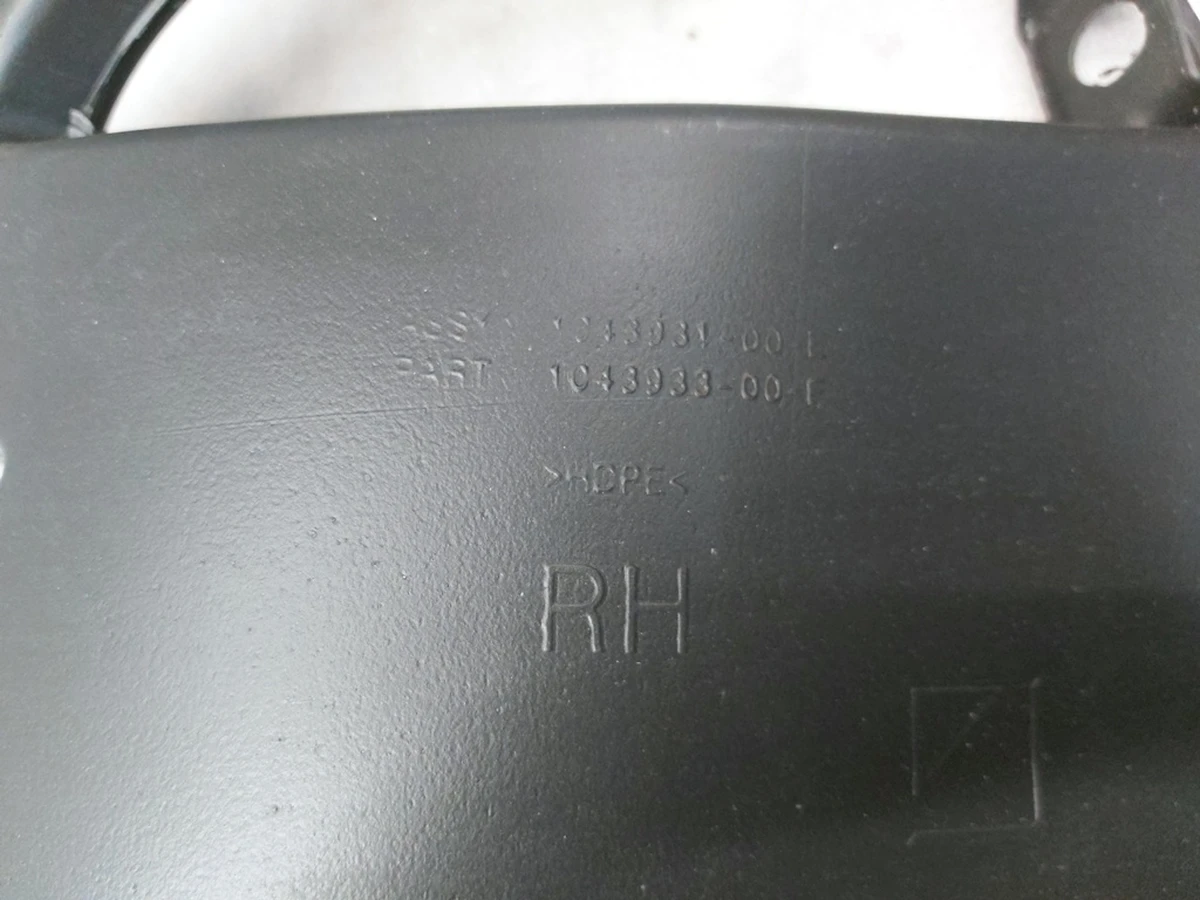 ASSY 1043931-00-E
PART 1043933-00-E
>HDPE<
RH